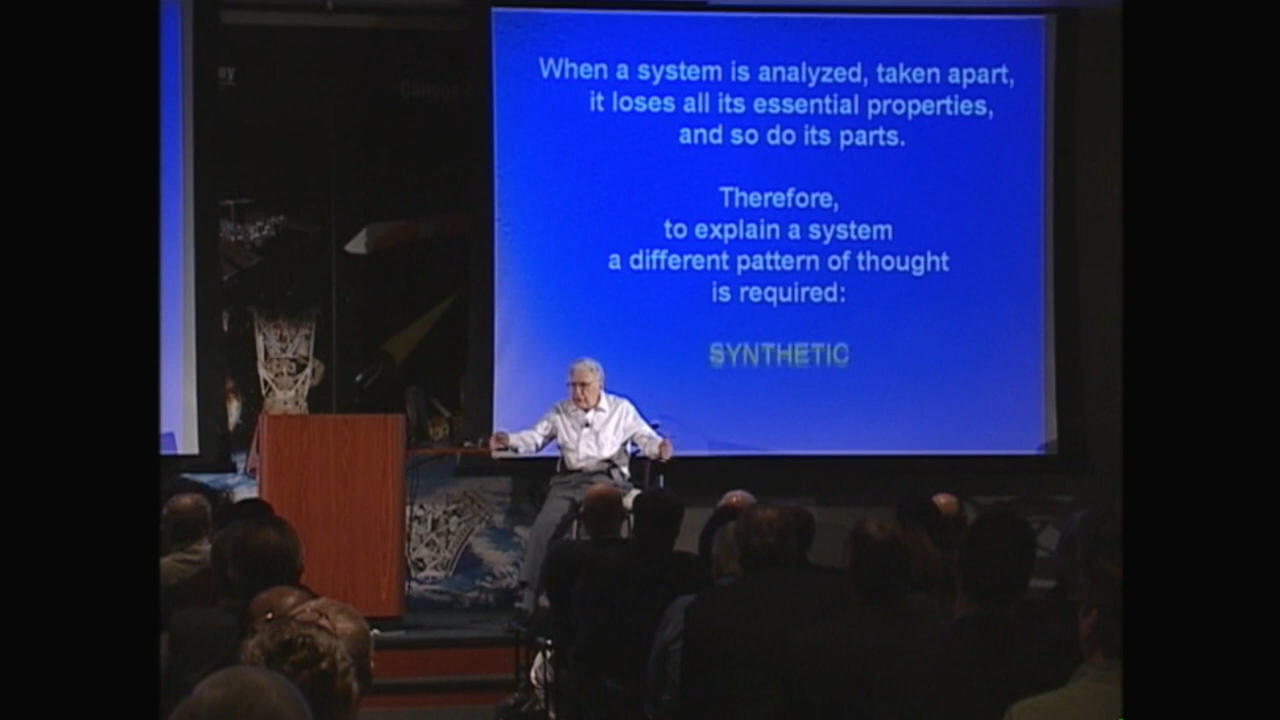 When a system is analyzed, taken apart,
it loses all its essential properties,
and so do its parts.
Therefore,
to explain a system
a different pattern of thought
is required:
SYNTHETIC